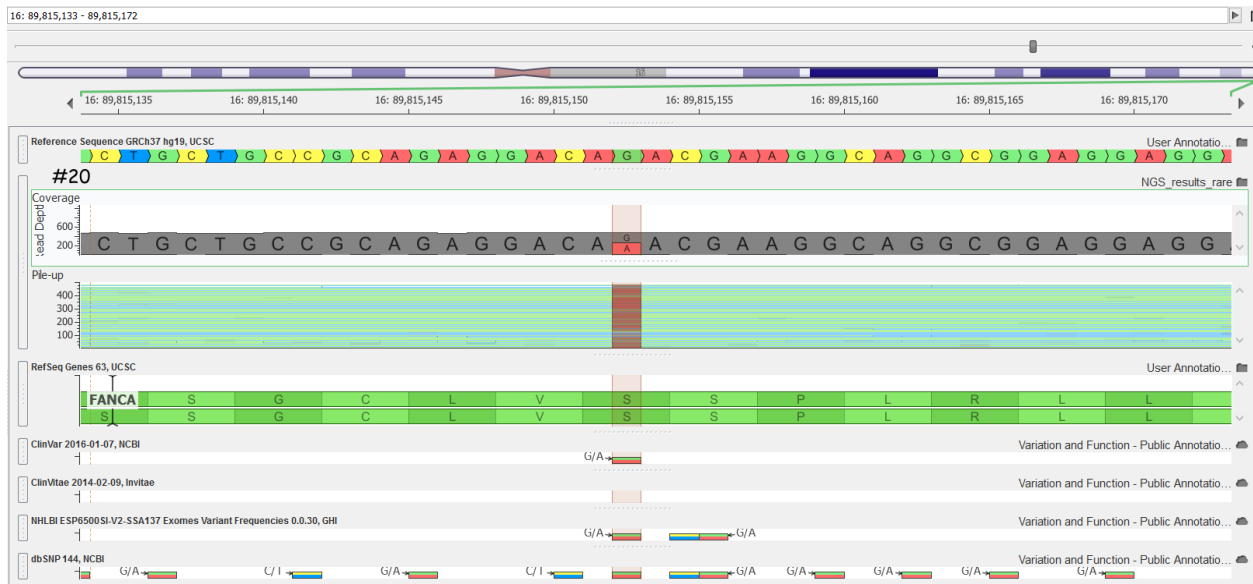 16: 89,815,133 - 89,815,172
16: 89,815,135 16: 89,815,140 16: 89,815,145 16: 89,815,150 16: 89,815,155 16: 89,815,160 16: 89,815,165 16: 89,815,170
Reference Sequence GRCh37 hg19, UCSC User Annotatio...
C T G C T G C C G C A G A G G A C A G A C G A A G G C A G G C G G A G G A G G
#20 NGS_results_rare
Coverage
Read Depth
600
200
C T G C T G C C G C A G A G G A C A G A A C G A A G G C A G G C G G A G G A G G
Pile-up
400
300
200
100
RefSeq Genes 63, UCSC User Annotatio...
FANCA S G C L V S S P L R L L
S S G C L V S S P L R L L
ClinVar 2016-01-07, NCBI Variation and Function - Public Annotatio...
G/A
ClinVitae 2014-02-09, Invitae Variation and Function - Public Annotatio...
NHLBI ESP6500SI-V2-SSA137 Exomes Variant Frequencies 0.0.30, GHI Variation and Function - Public Annotatio...
G/A G/A
dbSNP 144, NCBI Variation and Function - Public Annotatio...
G/A C/T G/A C/T G/A G/A G/A G/A G/A